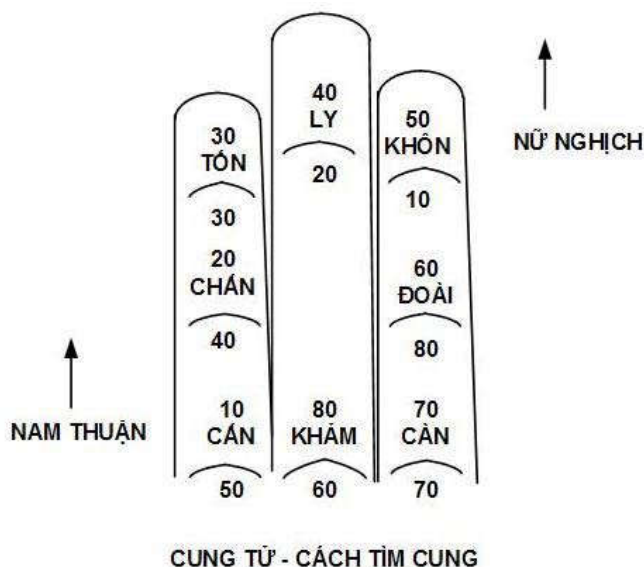 40
LY
20
30
TỐN
30
20
CHẤN
40
10
CẤN
50
80
KHẢM
60
50
KHÔN
10
60
ĐOÀI
80
70
CÀN
70
NỮ NGHỊCH
NAM THUẬN
CUNG TỬ - CÁCH TÌM CUNG